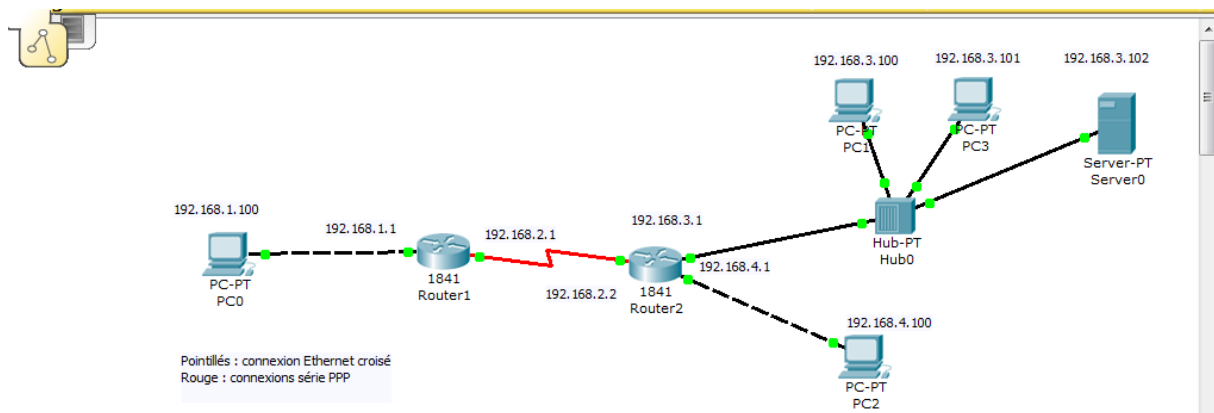 192.168.3.100
192.168.3.101
192.168.3.102
PC-PT
PC1
PC-PT
PC3
Server-PT
Server0
192.168.1.100
192.168.1.1
192.168.2.1
192.168.3.1
Hub-PT
Hub0
192.168.4.1
PC-PT
PC0
1841
Router1
192.168.2.2
1841
Router2
192.168.4.100
Pointillés : connexion Ethernet croisé
Rouge : connexions série PPP
PC-PT
PC2